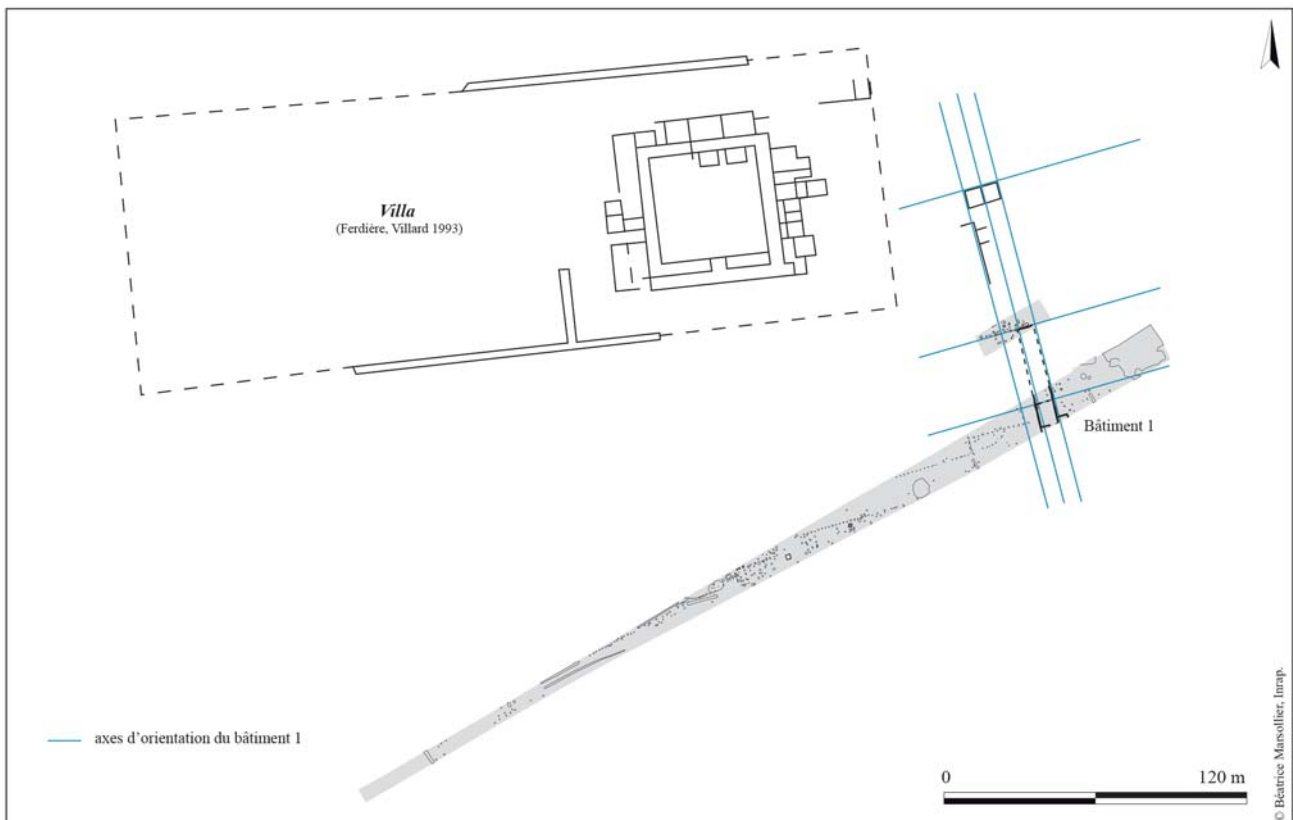 Villa
(Ferdière, Villard 1993)
Bâtiment 1
axes d’orientation du bâtiment 1
0 120 m
© Béatrice Marsollier, Inrap.